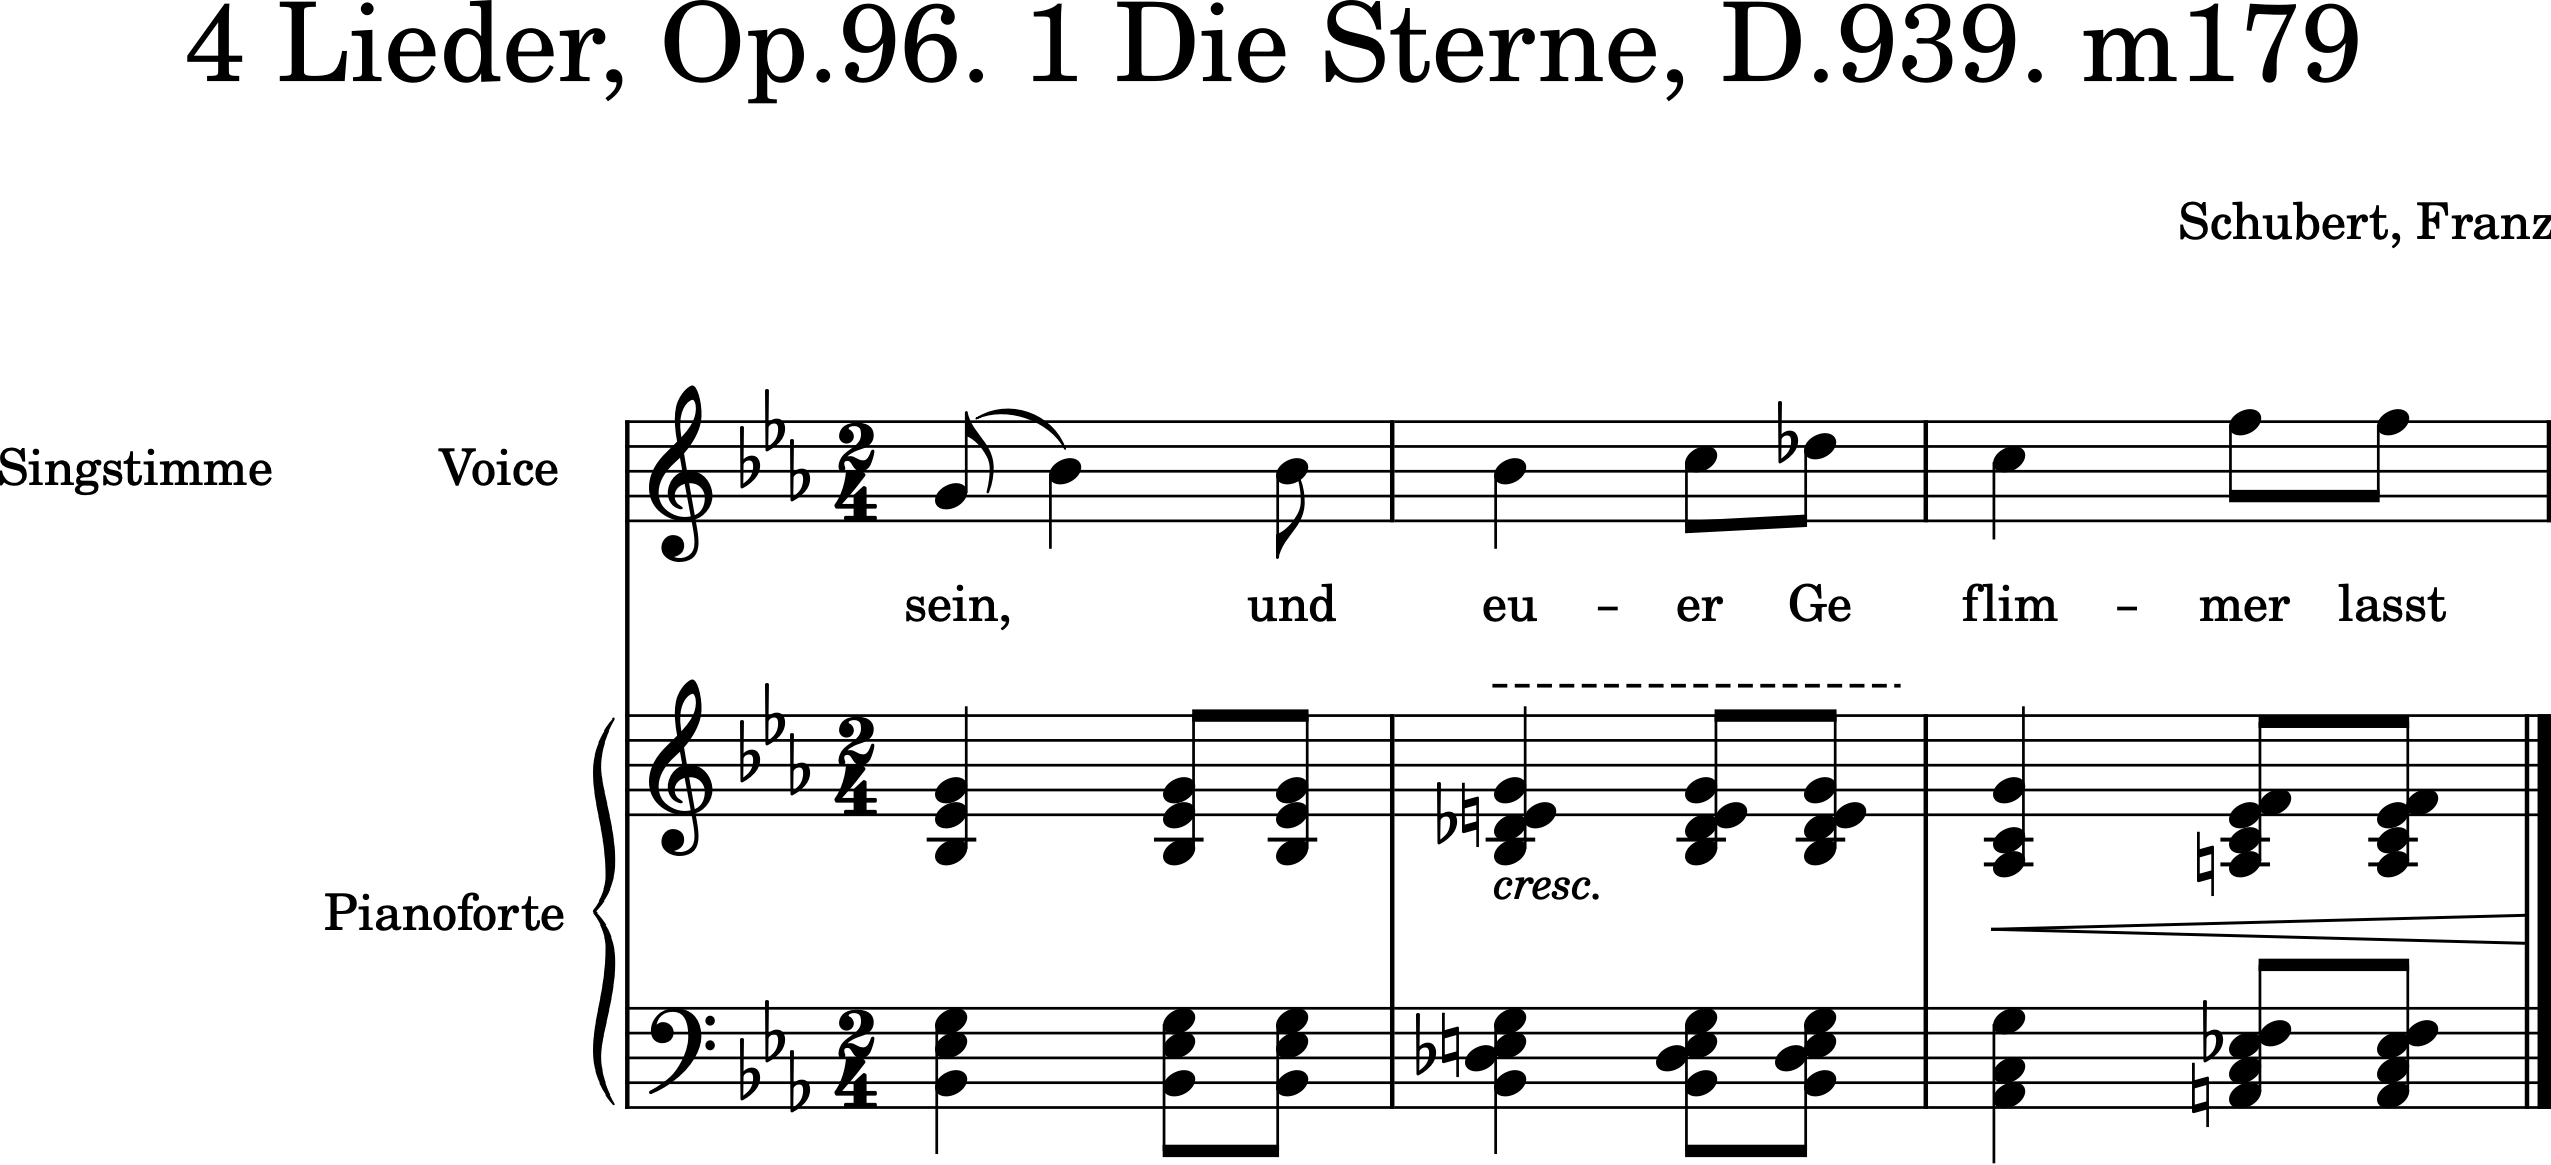 4 Lieder, Op.96. 1 Die Sterne, D.939. m179
Schubert, Franz
Singstimme Voice
sein, und eu – er Ge flim – mer lasst
cresc.
Pianoforte